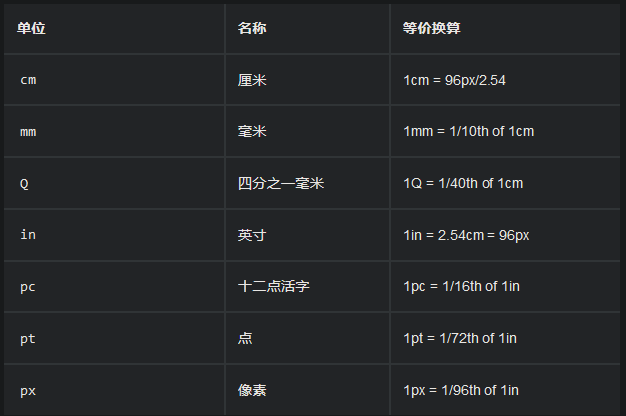 单位 名称 等价换算
cm 厘米 1cm = 96px/2.54
mm 毫米 1mm = 1/10th of 1cm
Q 四分之一毫米 1Q = 1/40th of 1cm
in 英寸 1in = 2.54cm = 96px
pc 十二点活字 1pc = 1/16th of 1in
pt 点 1pt = 1/72th of 1in
px 像素 1px = 1/96th of 1in